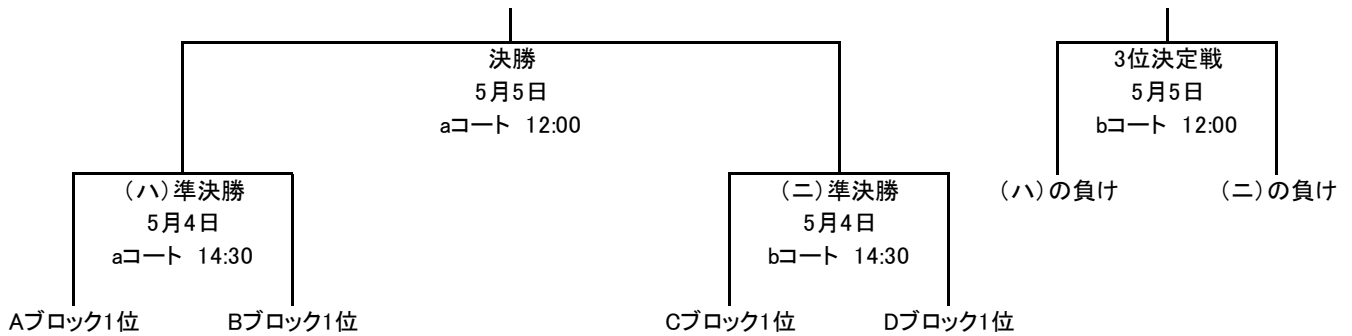 決勝
5月5日
aコート 12:00
3位決定戦
5月5日
bコート 12:00
(ハ)準決勝
5月4日
aコート 14:30
(ニ)準決勝
5月4日
bコート 14:30
(ハ)の負け
(ニ)の負け
Aブロック1位
Bブロック1位
Cブロック1位
Dブロック1位